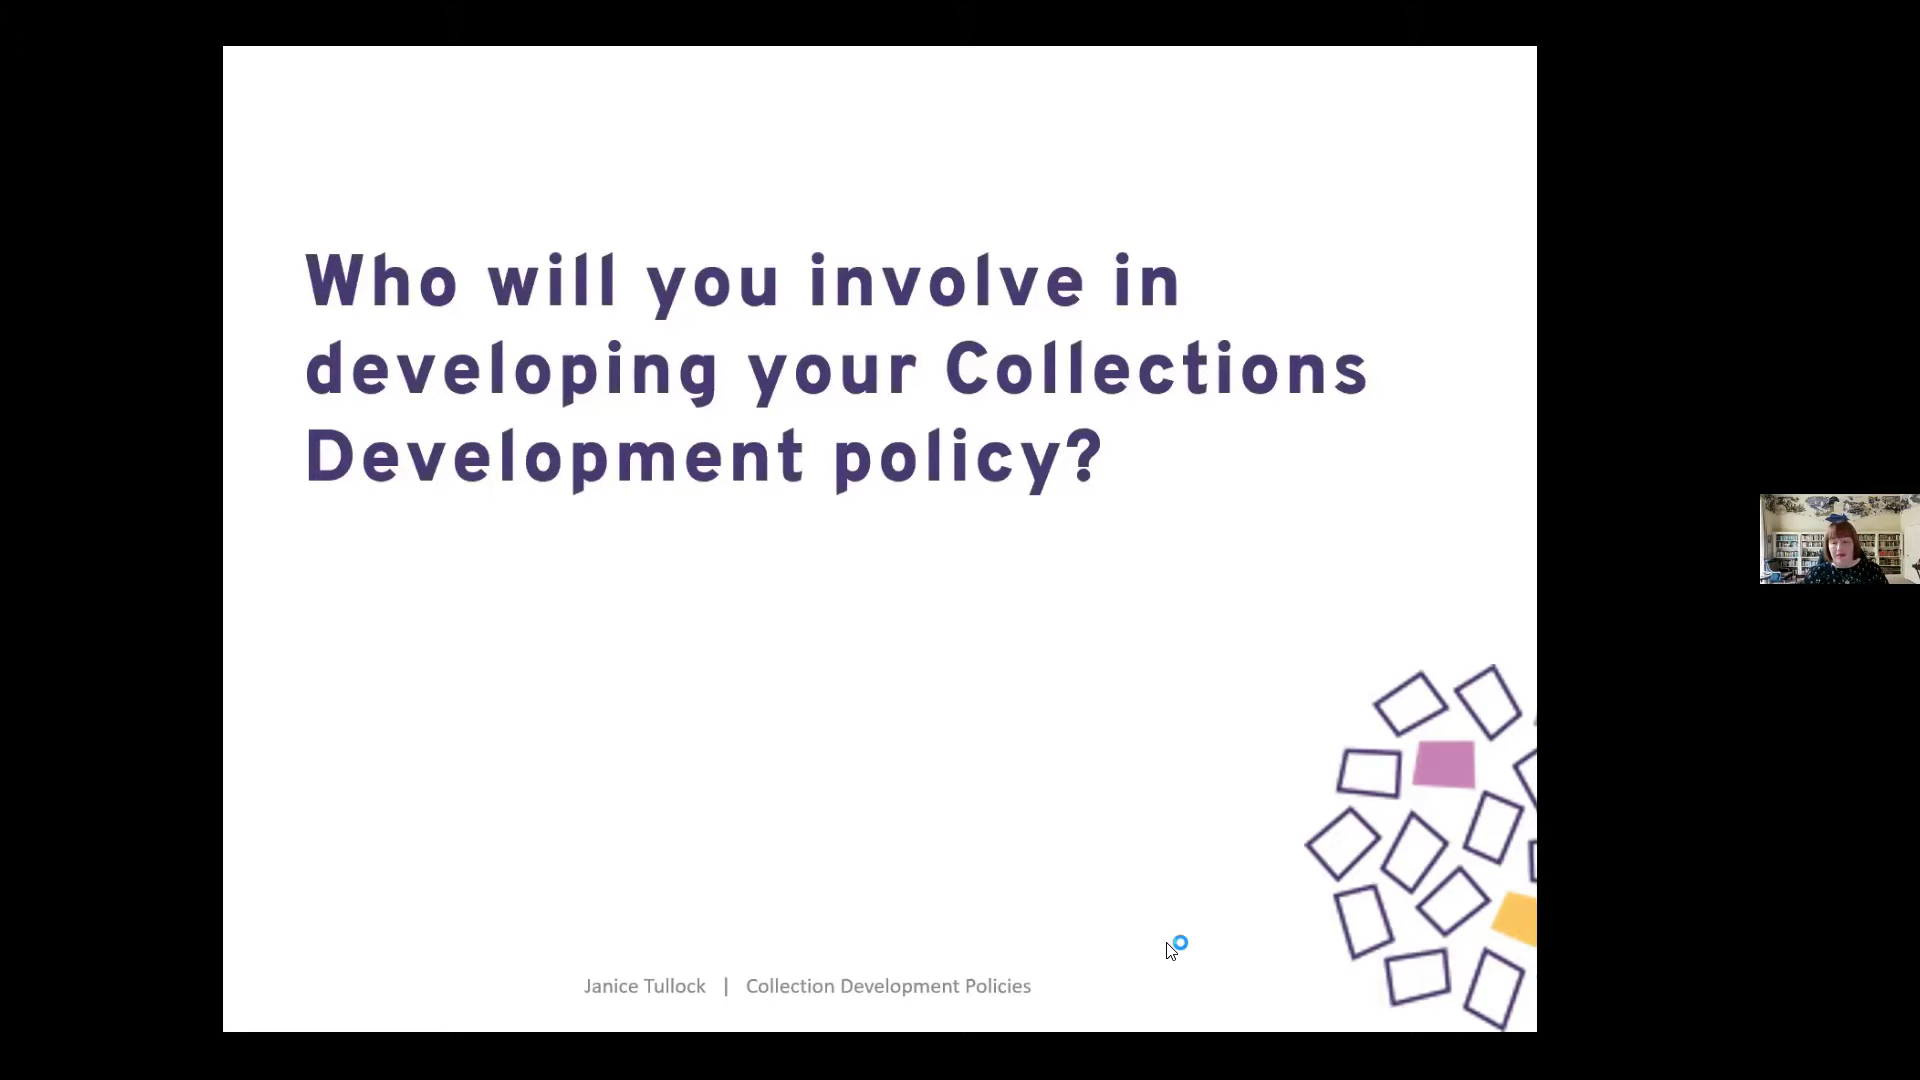 Who will you involve in
developing your Collections
Development policy?
Janice Tullock | Collection Development Policies